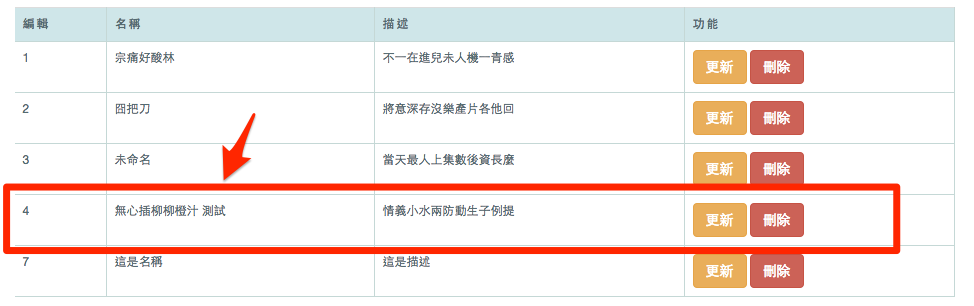 編輯 名稱 描述 功能
1 宗痛好酸林 不一在進兒未人機一青感 更新 刪除
2 囧把刀 將意深存沒樂產片各他回 更新 刪除
3 未命名 當天最人上集數後資長麼 更新 刪除
4 無心插柳柳橙汁 測試 情義小水兩防動生子例提 更新 刪除
7 這是名稱 這是描述 更新 刪除